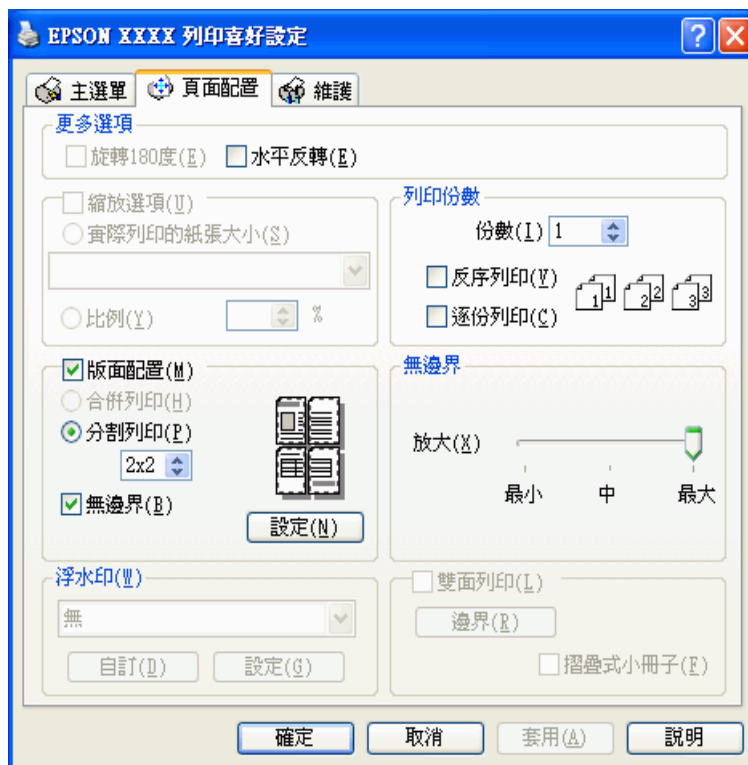 EPSON XXXX 列印喜好設定
主選單 頁面配置 維護
更多選項
旋轉180度(E) 水平反轉(E)
縮放選項(U)
實際列印的紙張大小(S)
比例(Y) %
列印份數
份數(I) 1
反序列印(V)
逐份列印(C)
1 1 2 2 3 3
版面配置(M)
合併列印(H)
分割列印(P)
2x2
無邊界(B)
設定(N)
無邊界
放大(X)
最小 中 最大
浮水印(W)
無
自訂(D) 設定(G)
雙面列印(L)
邊界(R)
摺疊式小冊子(F)
確定 取消 套用(A) 說明